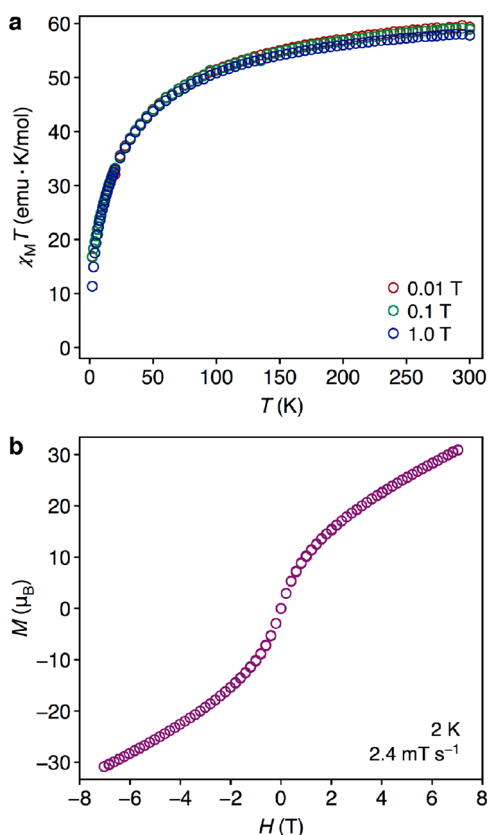 a
χ_M T (emu·K/mol)
60
50
40
30
20
10
0
0.01 T
0.1 T
1.0 T
0 50 100 150 200 250 300
T (K)
b
M (μ_B)
30
20
10
0
−10
−20
−30
2 K
2.4 mT s⁻¹
−8 −6 −4 −2 0 2 4 6 8
H (T)